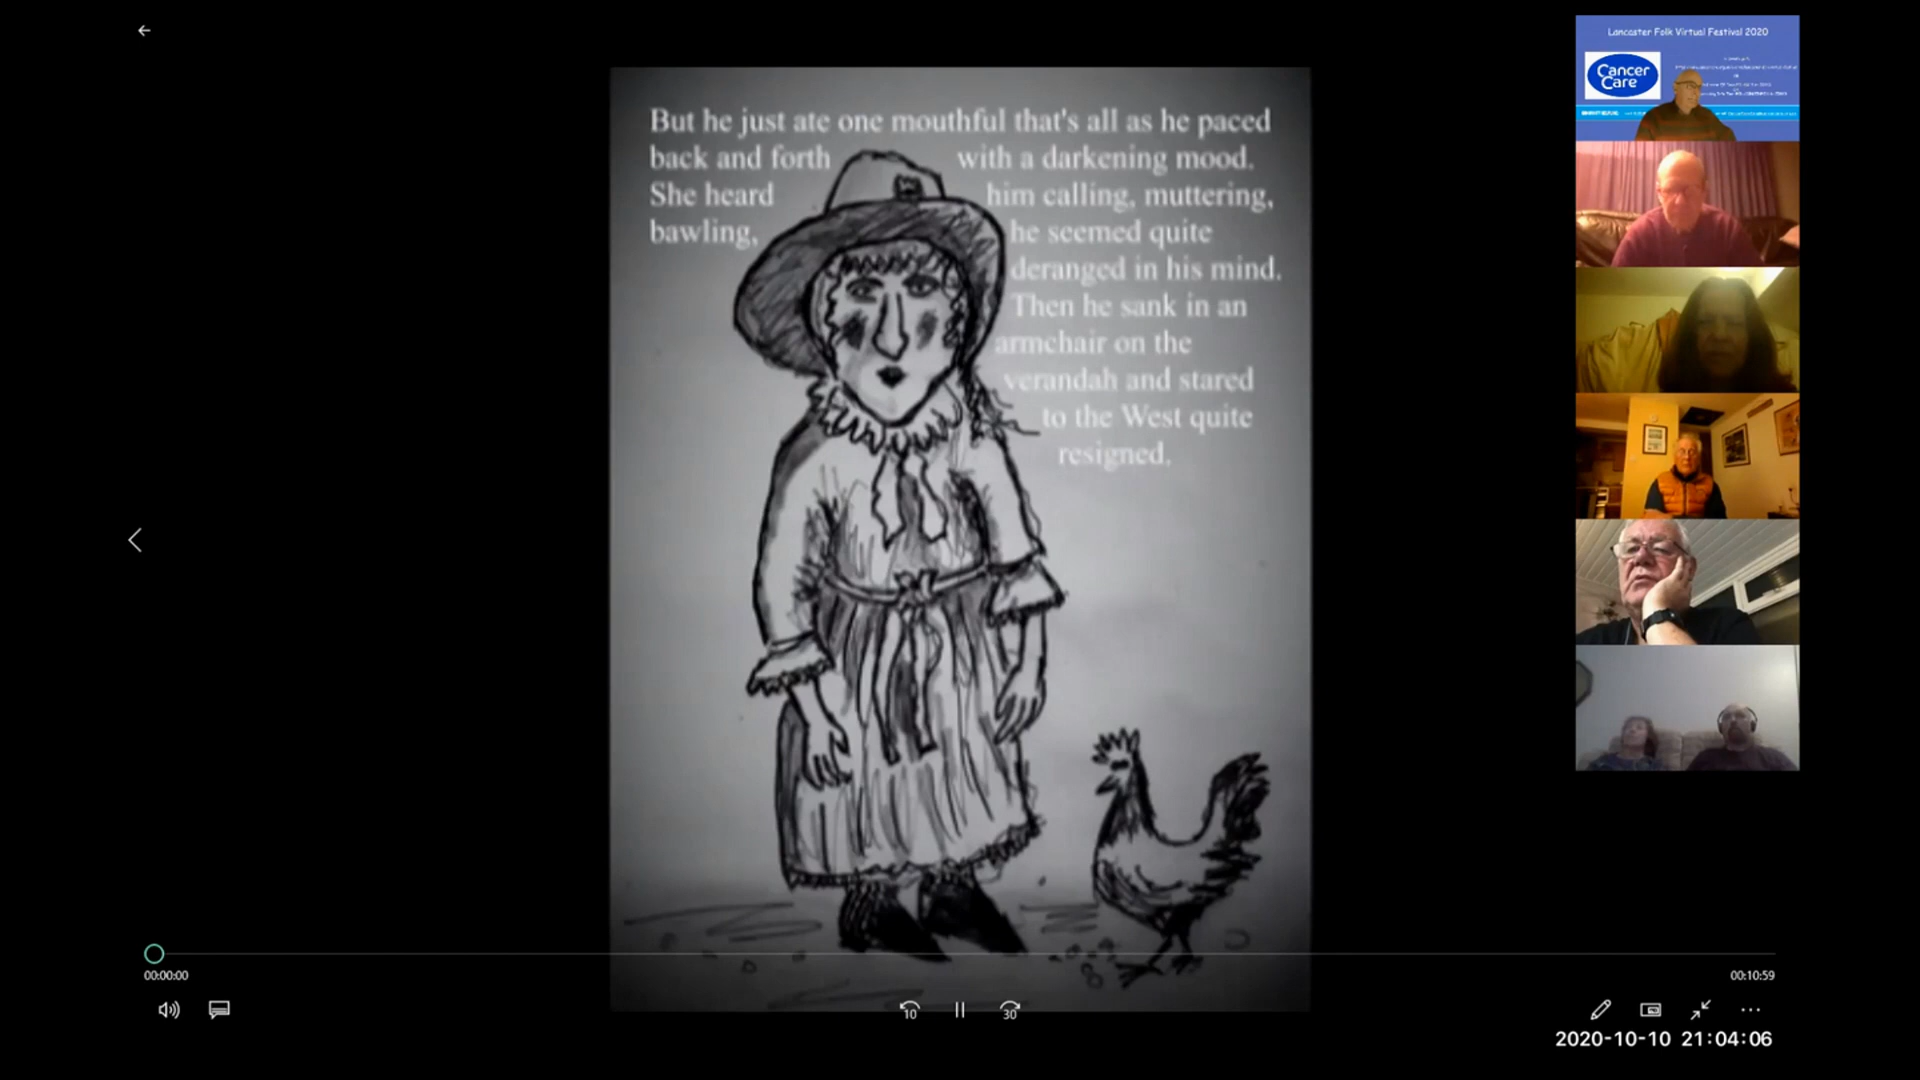 But he just ate one mouthful that's all as he paced
back and forth with a darkening mood.
She heard him calling, muttering,
bawling, he seemed quite
deranged in his mind.
Then he sank in an
armchair on the
verandah and stared
to the West quite
resigned.
Lancaster Folk Virtual Festival 2020
Cancer
Care
00:00:00
00:10:59
10
30
2020-10-10 21:04:06